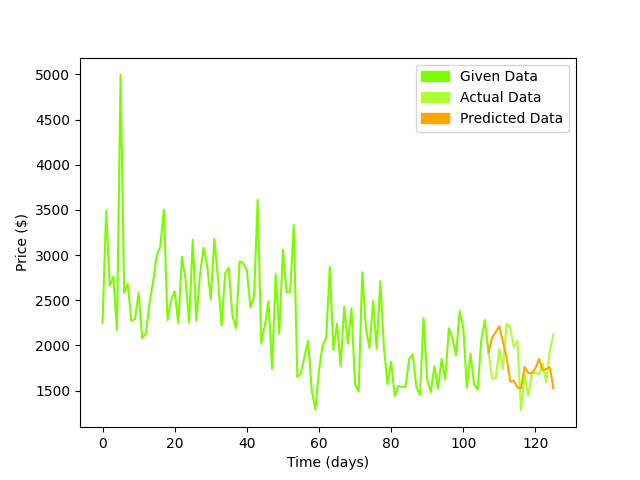 Given Data
Actual Data
Predicted Data
5000
4500
4000
3500
3000
2500
2000
1500
Price ($)
0 20 40 60 80 100 120
Time (days)